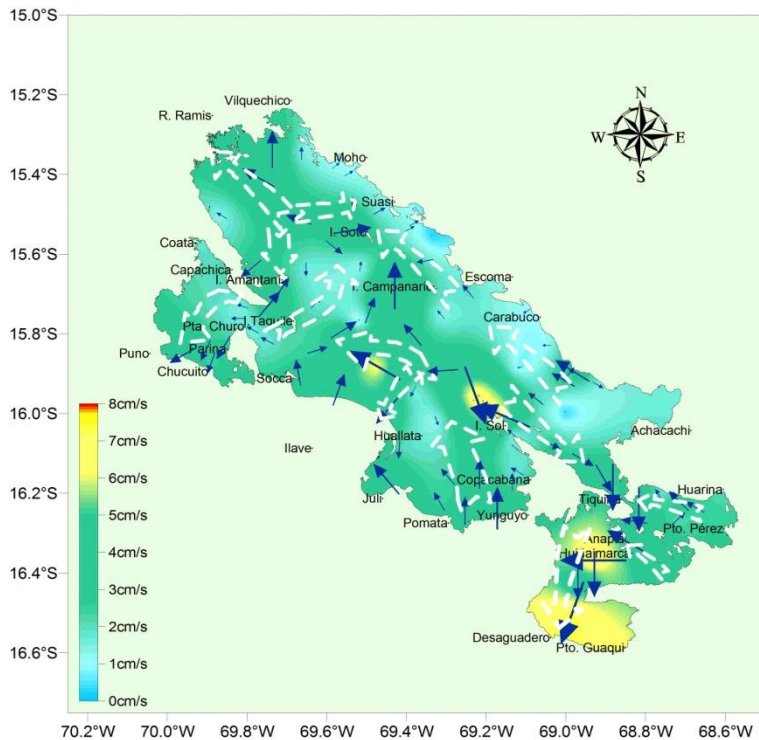 15.0°S
15.2°S
15.4°S
15.6°S
15.8°S
16.0°S
16.2°S
16.4°S
16.6°S
N
W E
S
Vilquechico
R. Ramis
Moho
Suasi
I. Soto
Coata
Capachica
I. Amantaní
I. Campanario
Escoma
Carabuco
I Taquile
Pta. Churo
Puno
Parina
Chucuito
Socca
I. Sol
Achacachi
Ilave
Huallata
Copacabana
Juli
Pomata
Yunguyo
Tiquina
Huarina
Pto. Pérez
Anapia
Desaguadero
Pto. Guaqui
8cm/s
7cm/s
6cm/s
5cm/s
4cm/s
3cm/s
2cm/s
1cm/s
0cm/s
70.2°W 70.0°W 69.8°W 69.6°W 69.4°W 69.2°W 69.0°W 68.8°W 68.6°W